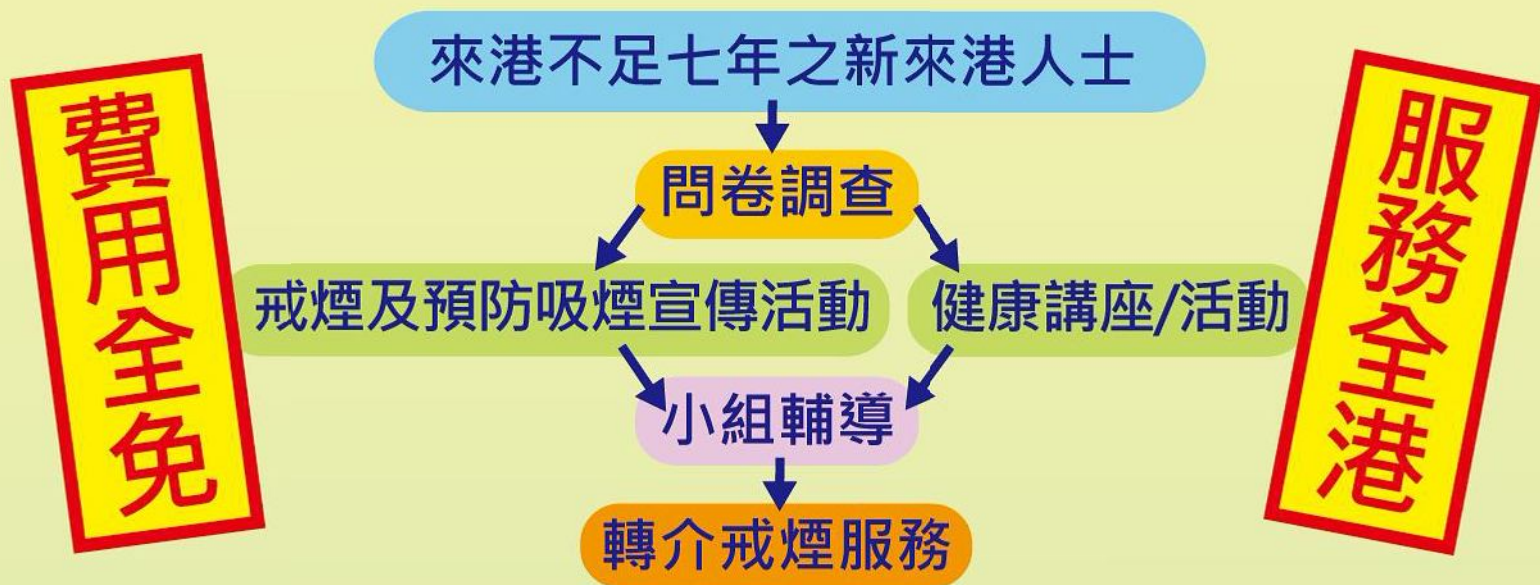 來港不足七年之新來港人士
費用全免
服務全港
問卷調查
戒煙及預防吸煙宣傳活動
健康講座/活動
小組輔導
轉介戒煙服務